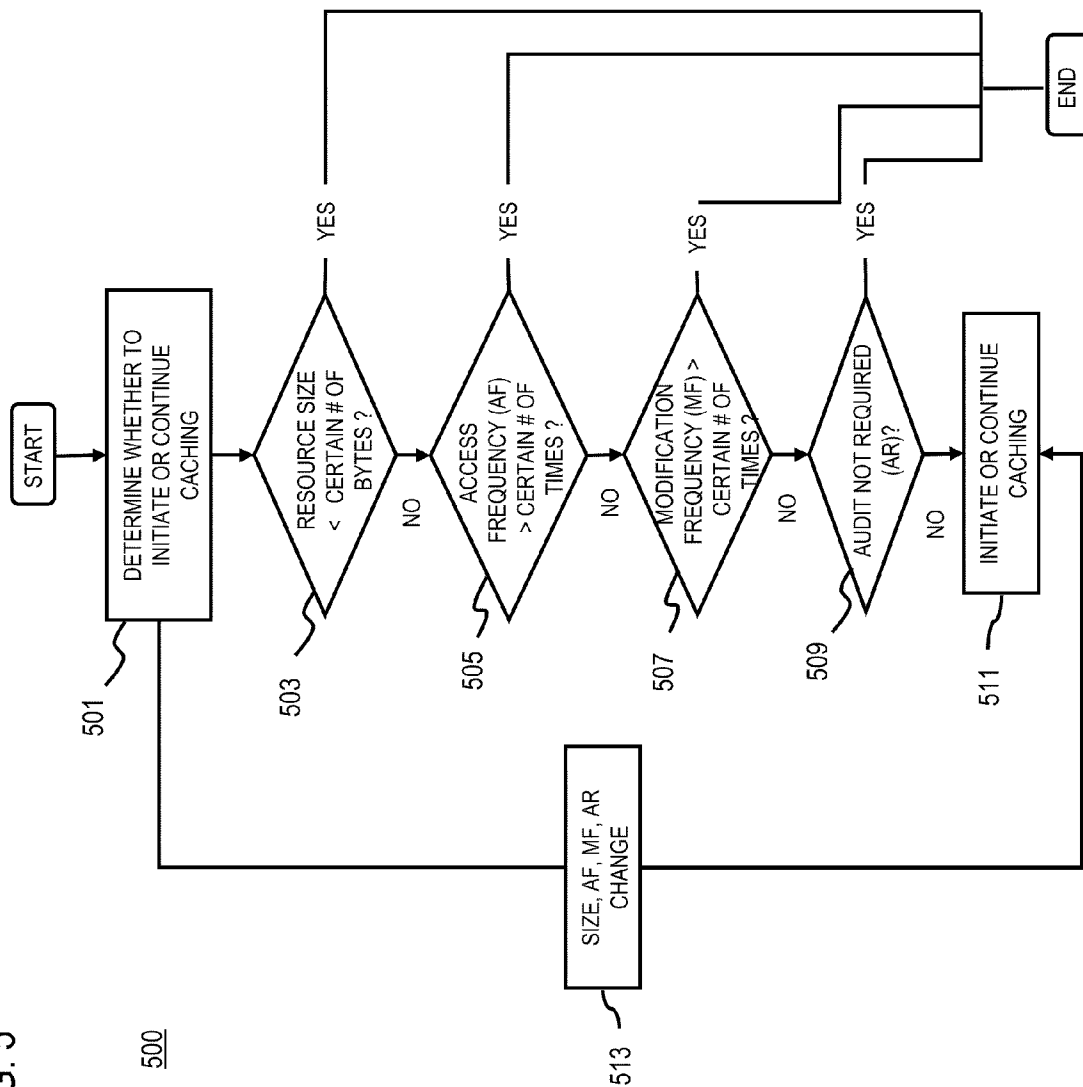 START
DETERMINE WHETHER TO
INITIATE OR CONTINUE
CACHING
501
RESOURCE SIZE
< CERTAIN # OF
BYTES ?
YES
503
NO
ACCESS
FREQUENCY (AF)
> CERTAIN # OF
TIMES ?
YES
505
NO
MODIFICATION
FREQUENCY (MF) >
CERTAIN # OF
TIMES ?
YES
507
NO
AUDIT NOT REQUIRED
(AR)?
YES
509
NO
INITIATE OR CONTINUE
CACHING
511
END
SIZE, AF, MF, AR
CHANGE
513
500
G. 5